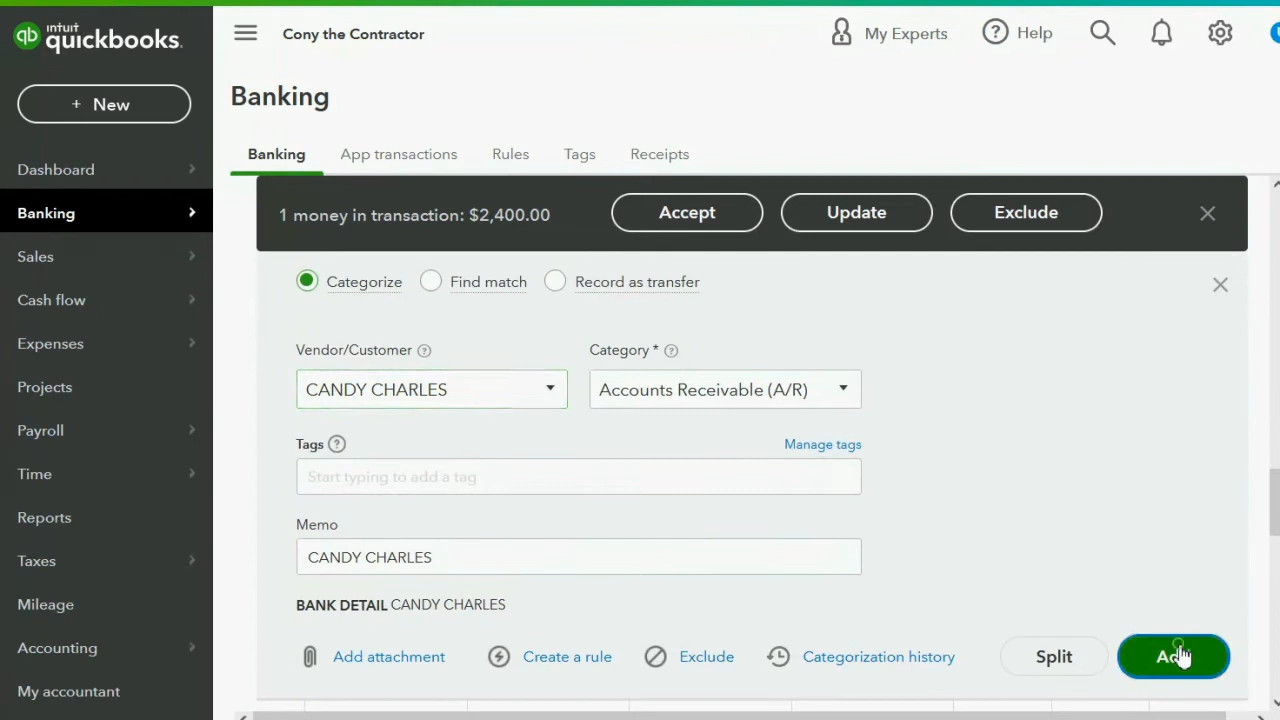 intuit
quickbooks.
Cony the Contractor
My Experts
Help
+ New
Banking
Dashboard
Banking
Sales
Cash flow
Expenses
Projects
Payroll
Time
Reports
Taxes
Mileage
Accounting
My accountant
Banking
App transactions
Rules
Tags
Receipts
1 money in transaction: $2,400.00
Accept
Update
Exclude
Categorize
Find match
Record as transfer
Vendor/Customer ?
Category * ?
CANDY CHARLES
Accounts Receivable (A/R)
Tags ?
Manage tags
Start typing to add a tag
Memo
CANDY CHARLES
BANK DETAIL CANDY CHARLES
Add attachment
Create a rule
Exclude
Categorization history
Split